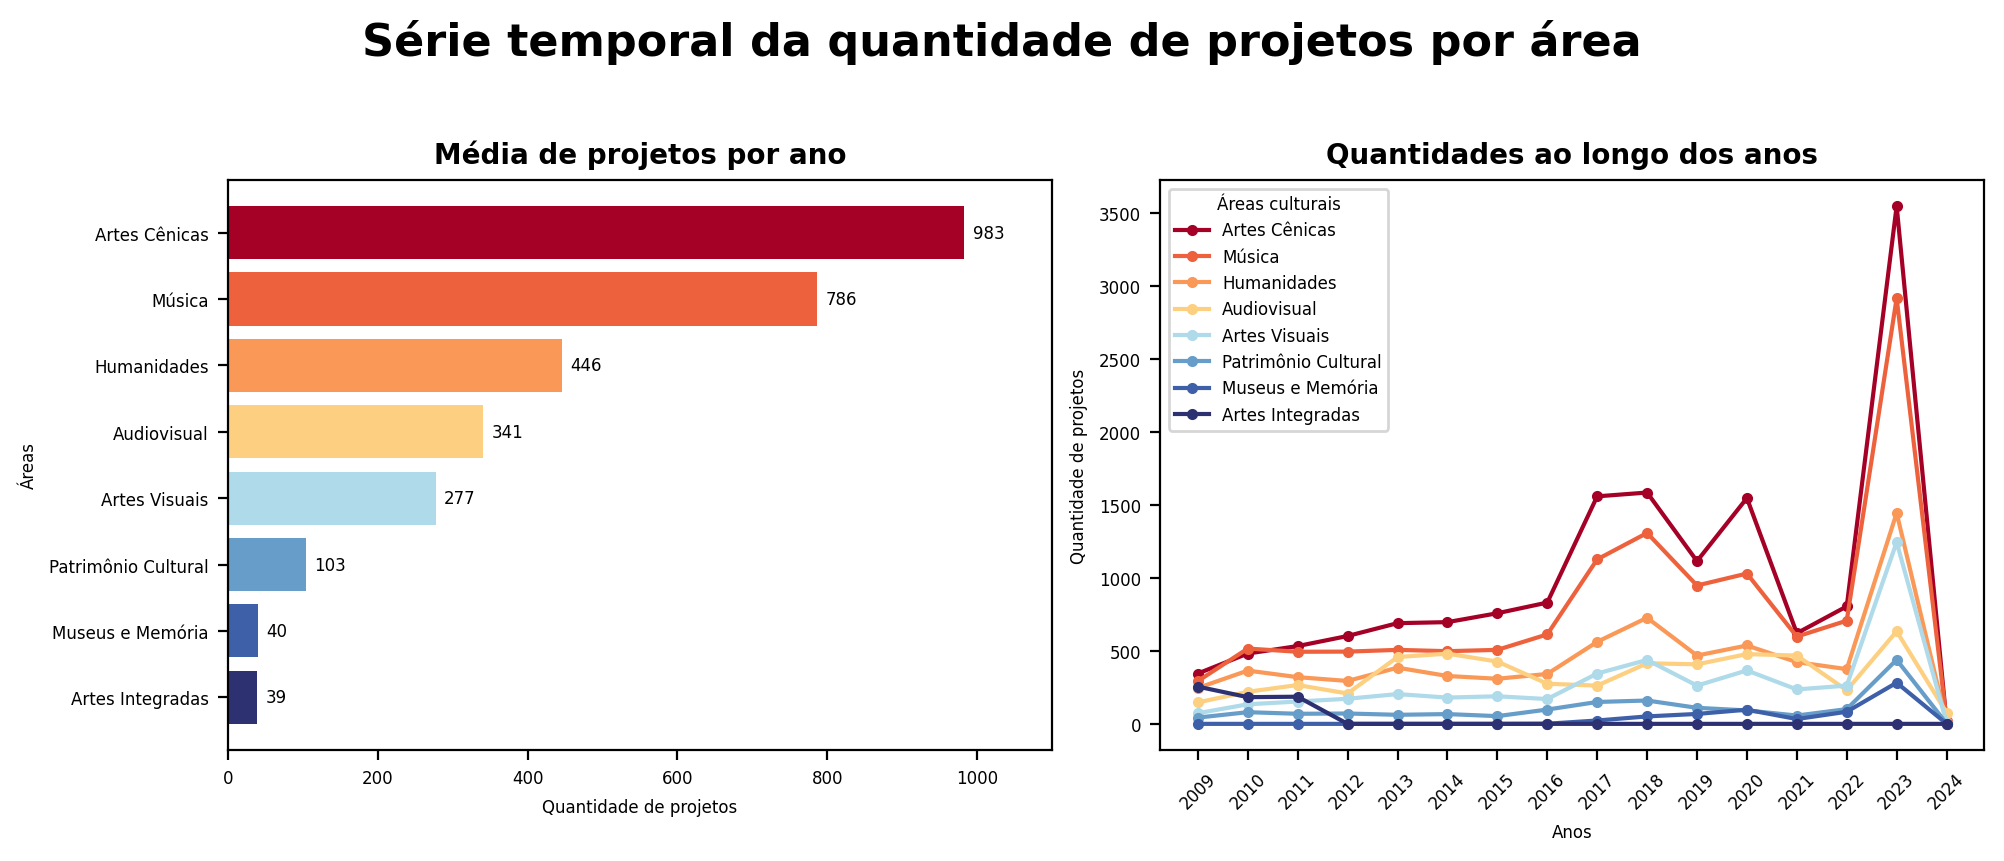 Série temporal da quantidade de projetos por área
Média de projetos por ano
Áreas
Artes Cênicas
983
Música
786
Humanidades
446
Audiovisual
341
Artes Visuais
277
Patrimônio Cultural
103
Museus e Memória
40
Artes Integradas
39
0 200 400 600 800 1000
Quantidade de projetos
Quantidades ao longo dos anos
Quantidade de projetos
3500
3000
2500
2000
1500
1000
500
0
Áreas culturais
Artes Cênicas
Música
Humanidades
Audiovisual
Artes Visuais
Patrimônio Cultural
Museus e Memória
Artes Integradas
2009 2010 2011 2012 2013 2014 2015 2016 2017 2018 2019 2020 2021 2022 2023 2024
Anos